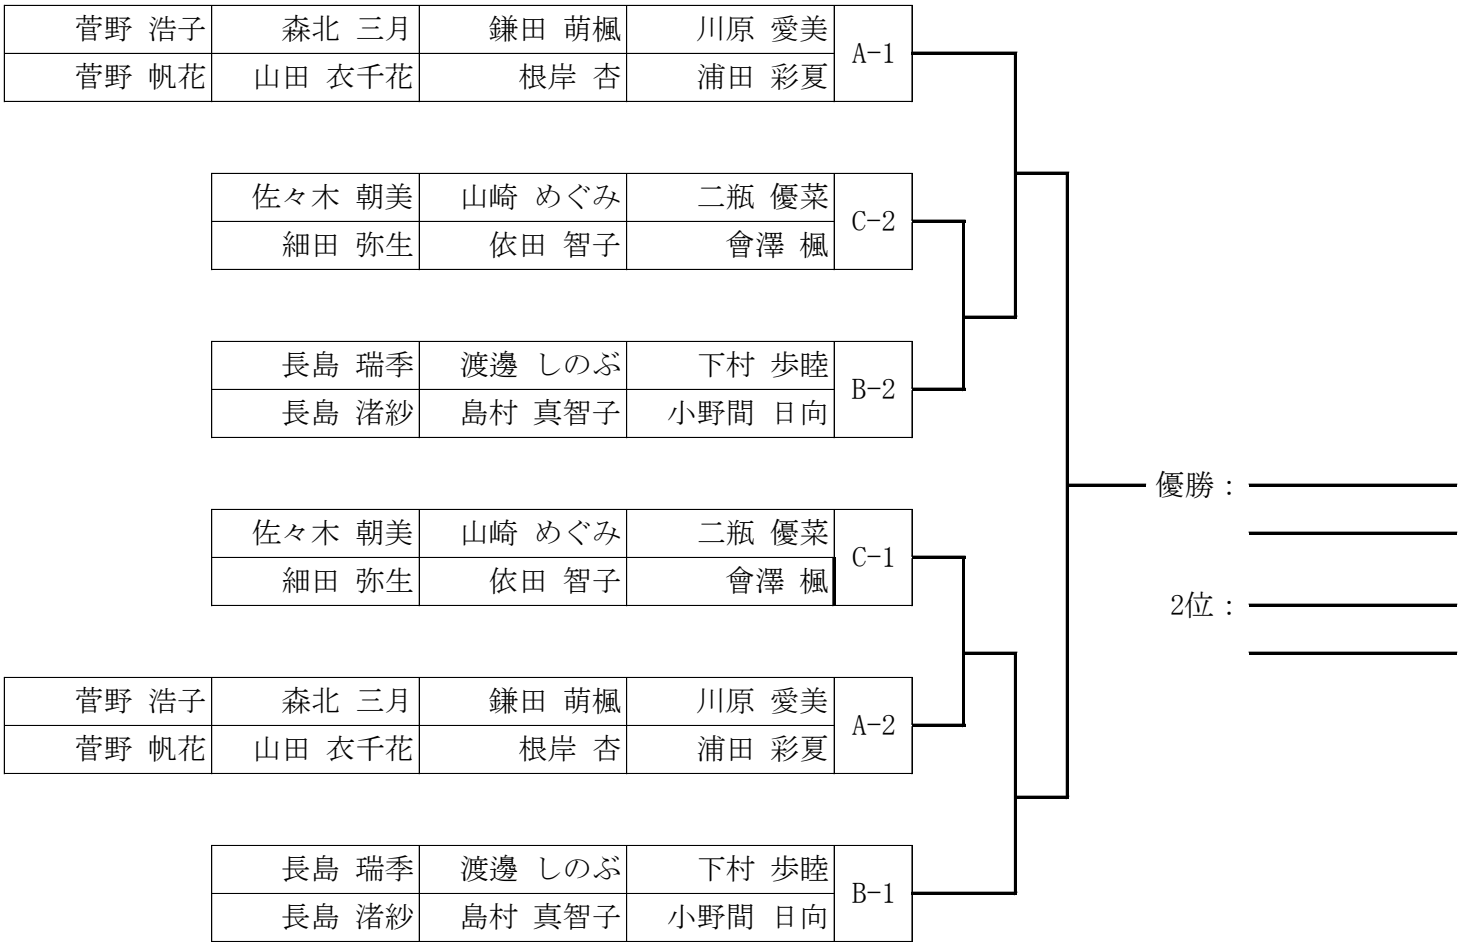 菅野 浩子 森北 三月 鎌田 萌楓 川原 愛美
A-1
菅野 帆花 山田 衣千花 根岸 杏 浦田 彩夏
佐々木 朝美 山崎 めぐみ 二瓶 優菜
C-2
細田 弥生 依田 智子 會澤 楓
長島 瑞季 渡邊 しのぶ 下村 歩睦
B-2
長島 渚紗 島村 真智子 小野間 日向
優勝：
佐々木 朝美 山崎 めぐみ 二瓶 優菜
C-1
細田 弥生 依田 智子 會澤 楓
2位：
菅野 浩子 森北 三月 鎌田 萌楓 川原 愛美
A-2
菅野 帆花 山田 衣千花 根岸 杏 浦田 彩夏
長島 瑞季 渡邊 しのぶ 下村 歩睦
B-1
長島 渚紗 島村 真智子 小野間 日向